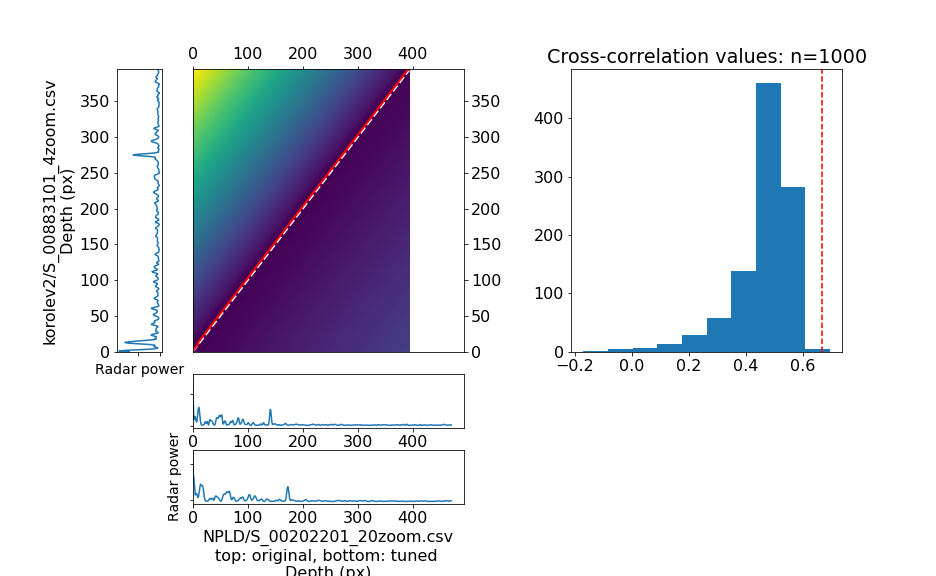 Cross-correlation values: n=1000
0 100 200 300 400
korolev2/S_00883101_4zoom.csv
Depth (px)
350
300
250
200
150
100
50
0
350
300
250
200
150
100
50
0
Radar power
400
300
200
100
0
−0.2 0.0 0.2 0.4 0.6
0 100 200 300 400
Radar power
0 100 200 300 400
NPLD/S_00202201_20zoom.csv
top: original, bottom: tuned
Depth (px)